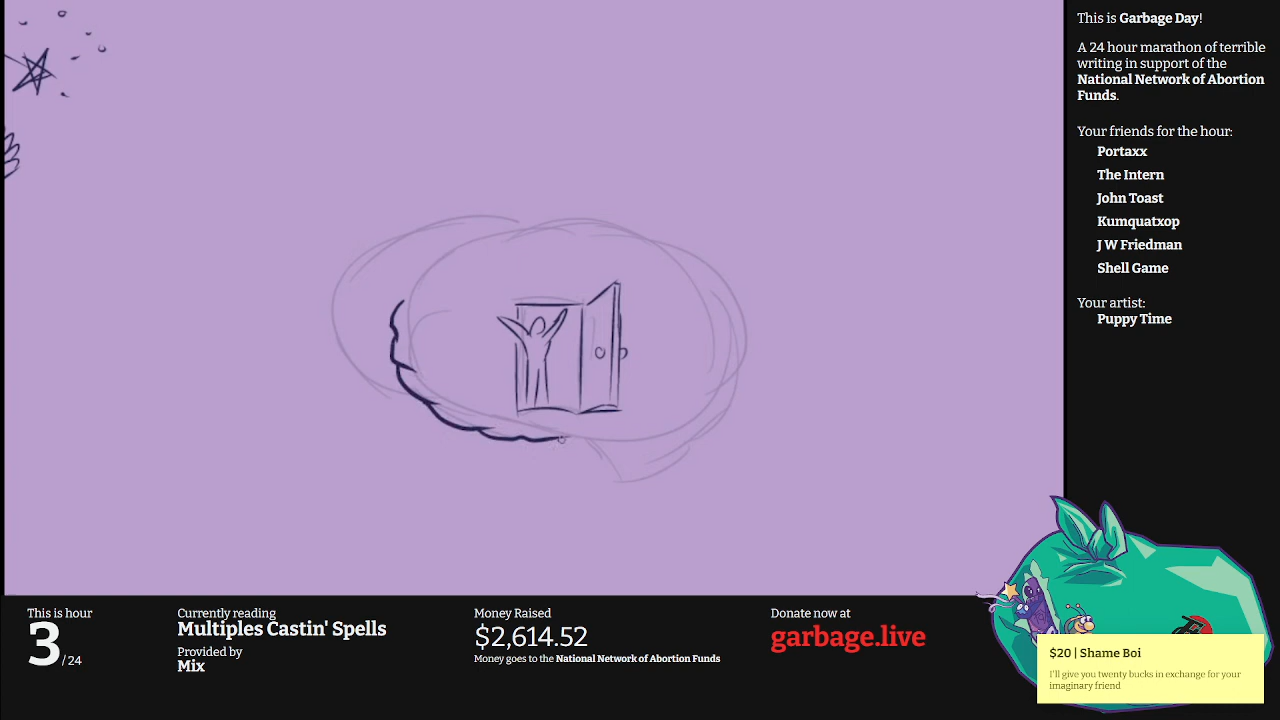 This is Garbage Day!
A 24 hour marathon of terrible
writing in support of the
National Network of Abortion
Funds.
Your friends for the hour:
Portaxx
The Intern
John Toast
Kumquatxop
J W Friedman
Shell Game
Your artist:
Puppy Time
This is hour
3/24
Currently reading
Multiples Castin' Spells
Provided by
Mix
Money Raised
$2,614.52
Money goes to the National Network of Abortion Funds
Donate now at
garbage.live
$20 | Shame Boi
I'll give you twenty bucks in exchange for your
imaginary friend